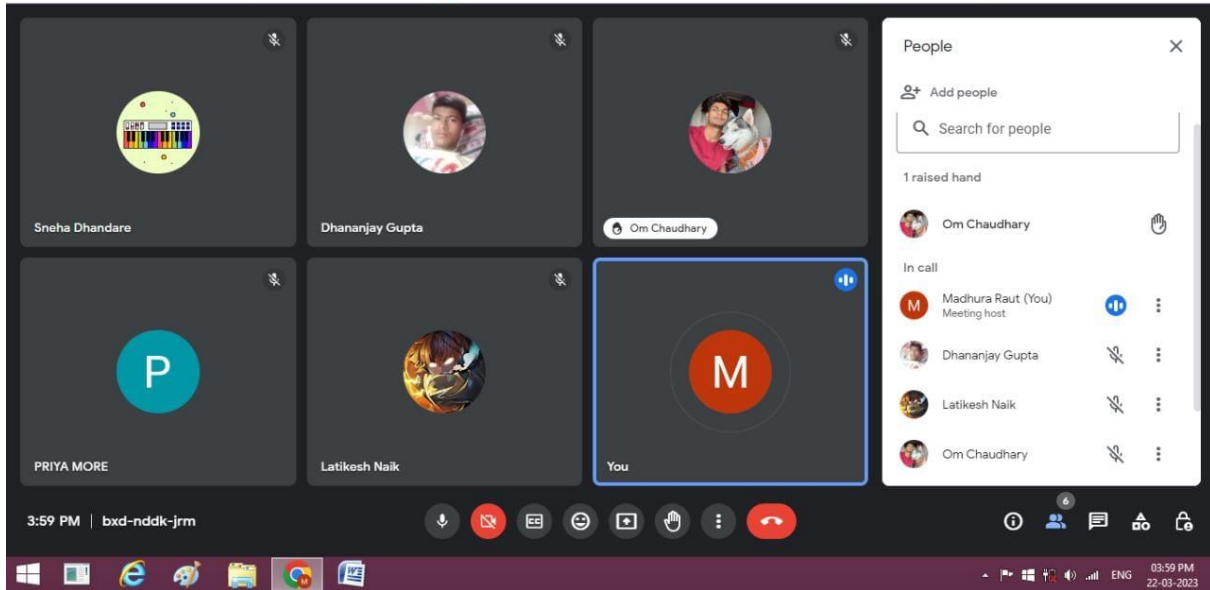 Sneha Dhandare
Dhananjay Gupta
Om Chaudhary
P
PRIYA MORE
Latikesh Naik
M
You
People
Add people
Search for people
1 raised hand
Om Chaudhary
In call
M
Madhura Raut (You)
Meeting host
Dhananjay Gupta
Latikesh Naik
Om Chaudhary
3:59 PM | bxd-nddk-jrm
CC
6
ENG
03:59 PM
22-03-2023